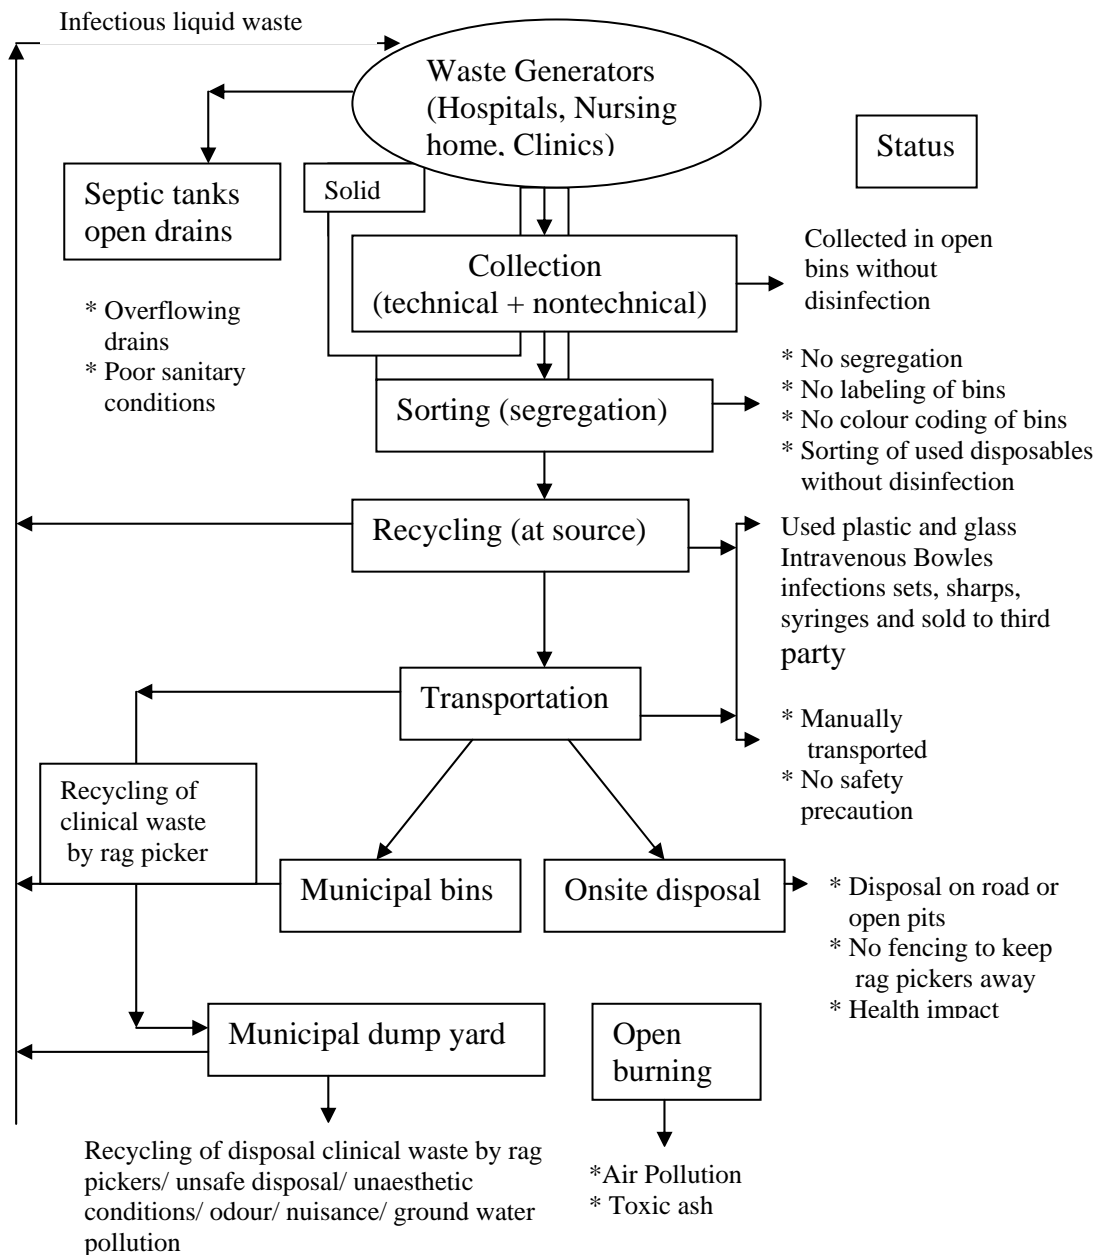 Infectious liquid waste
Waste Generators
(Hospitals, Nursing
home, Clinics)
Status
Septic tanks
open drains
Solid
Collection
(technical + nontechnical)
Collected in open
bins without
disinfection
* Overflowing
drains
* Poor sanitary
conditions
Sorting (segregation)
* No segregation
* No labeling of bins
* No colour coding of bins
* Sorting of used disposables
without disinfection
Recycling (at source)
Used plastic and glass
Intravenous Bowles
infections sets, sharps,
syringes and sold to third
party
Transportation
* Manually
transported
* No safety
precaution
Recycling of
clinical waste
by rag picker
Municipal bins
Onsite disposal
* Disposal on road or
open pits
* No fencing to keep
rag pickers away
* Health impact
Municipal dump yard
Open
burning
Recycling of disposal clinical waste by rag
pickers/ unsafe disposal/ unaesthetic
conditions/ odour/ nuisance/ ground water
pollution
*Air Pollution
* Toxic ash